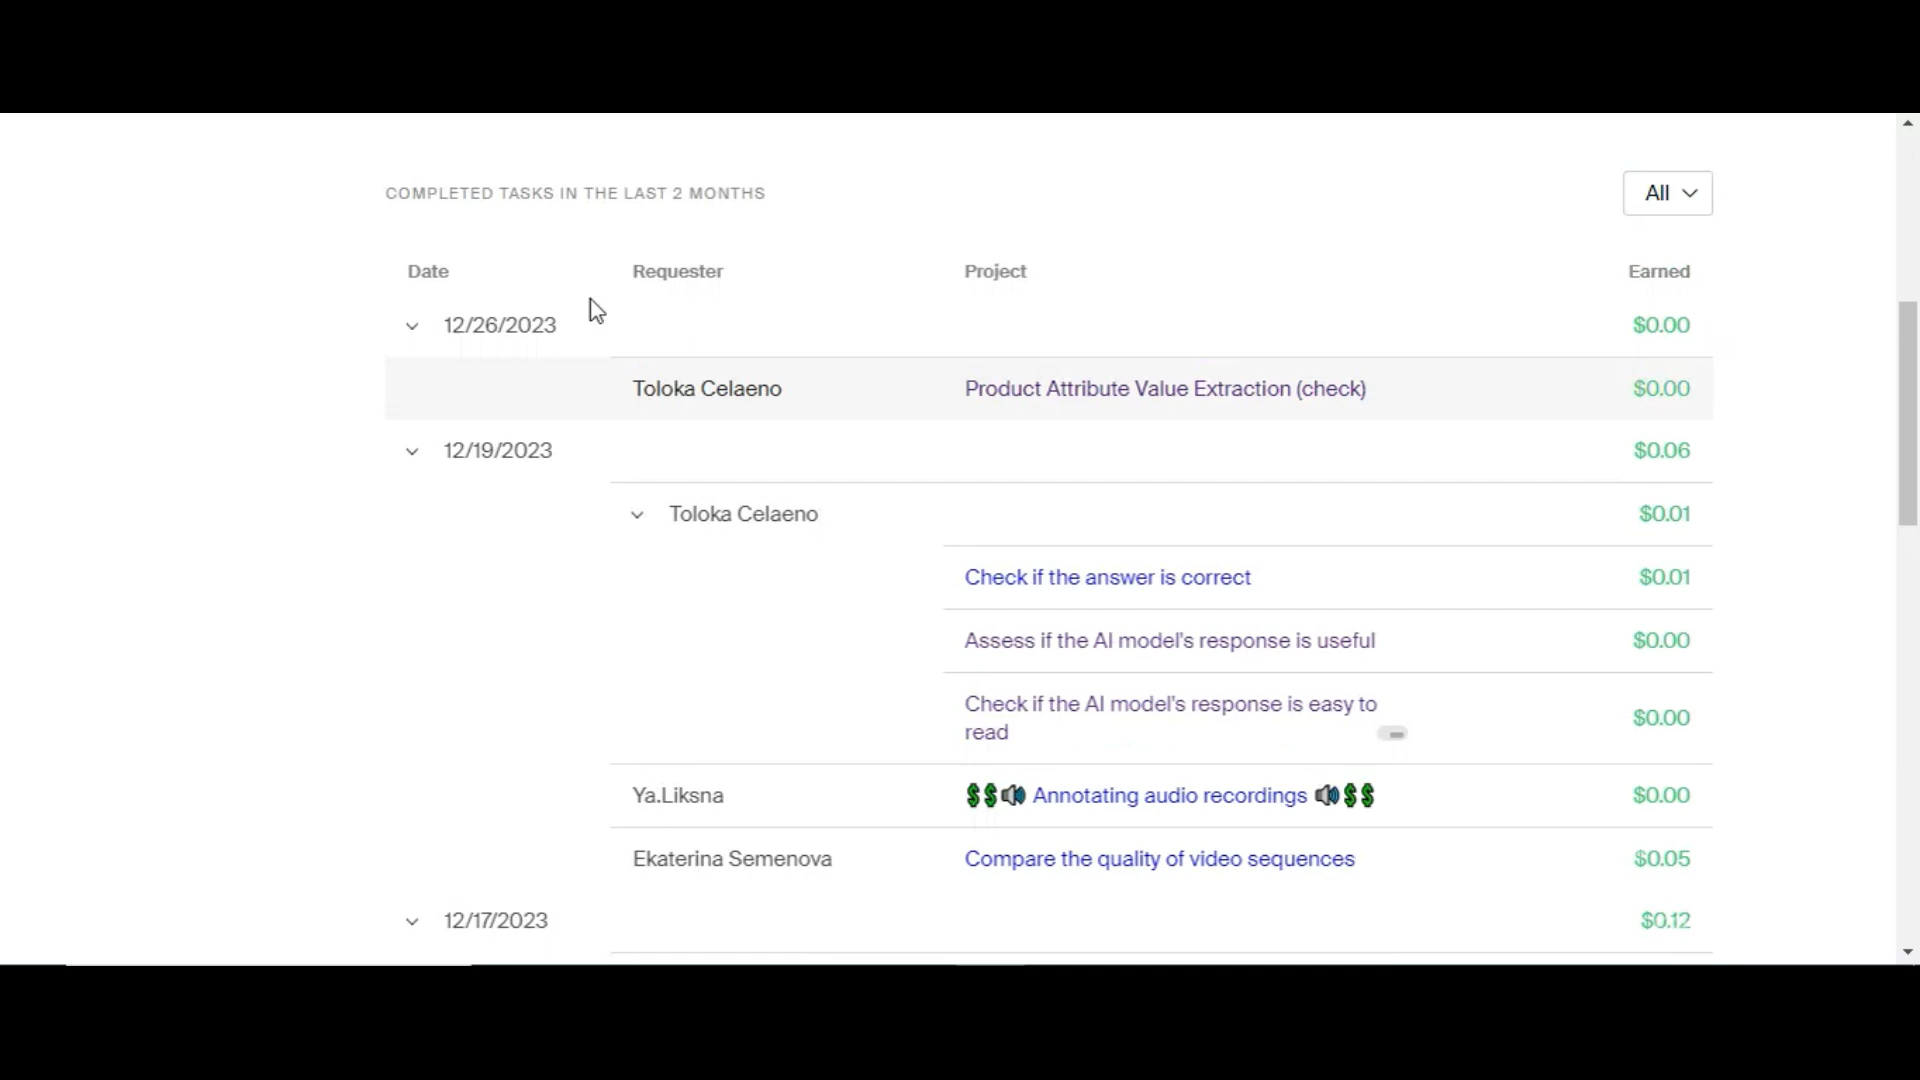 COMPLETED TASKS IN THE LAST 2 MONTHS
All
Date Requester Project Earned
12/26/2023 $0.00
Toloka Celaeno Product Attribute Value Extraction (check) $0.00
12/19/2023 $0.06
Toloka Celaeno $0.01
Check if the answer is correct $0.01
Assess if the AI model's response is useful $0.00
Check if the AI model's response is easy to
read $0.00
Ya.Liksna 💲💲🔊 Annotating audio recordings 🔊💲💲 $0.00
Ekaterina Semenova Compare the quality of video sequences $0.05
12/17/2023 $0.12